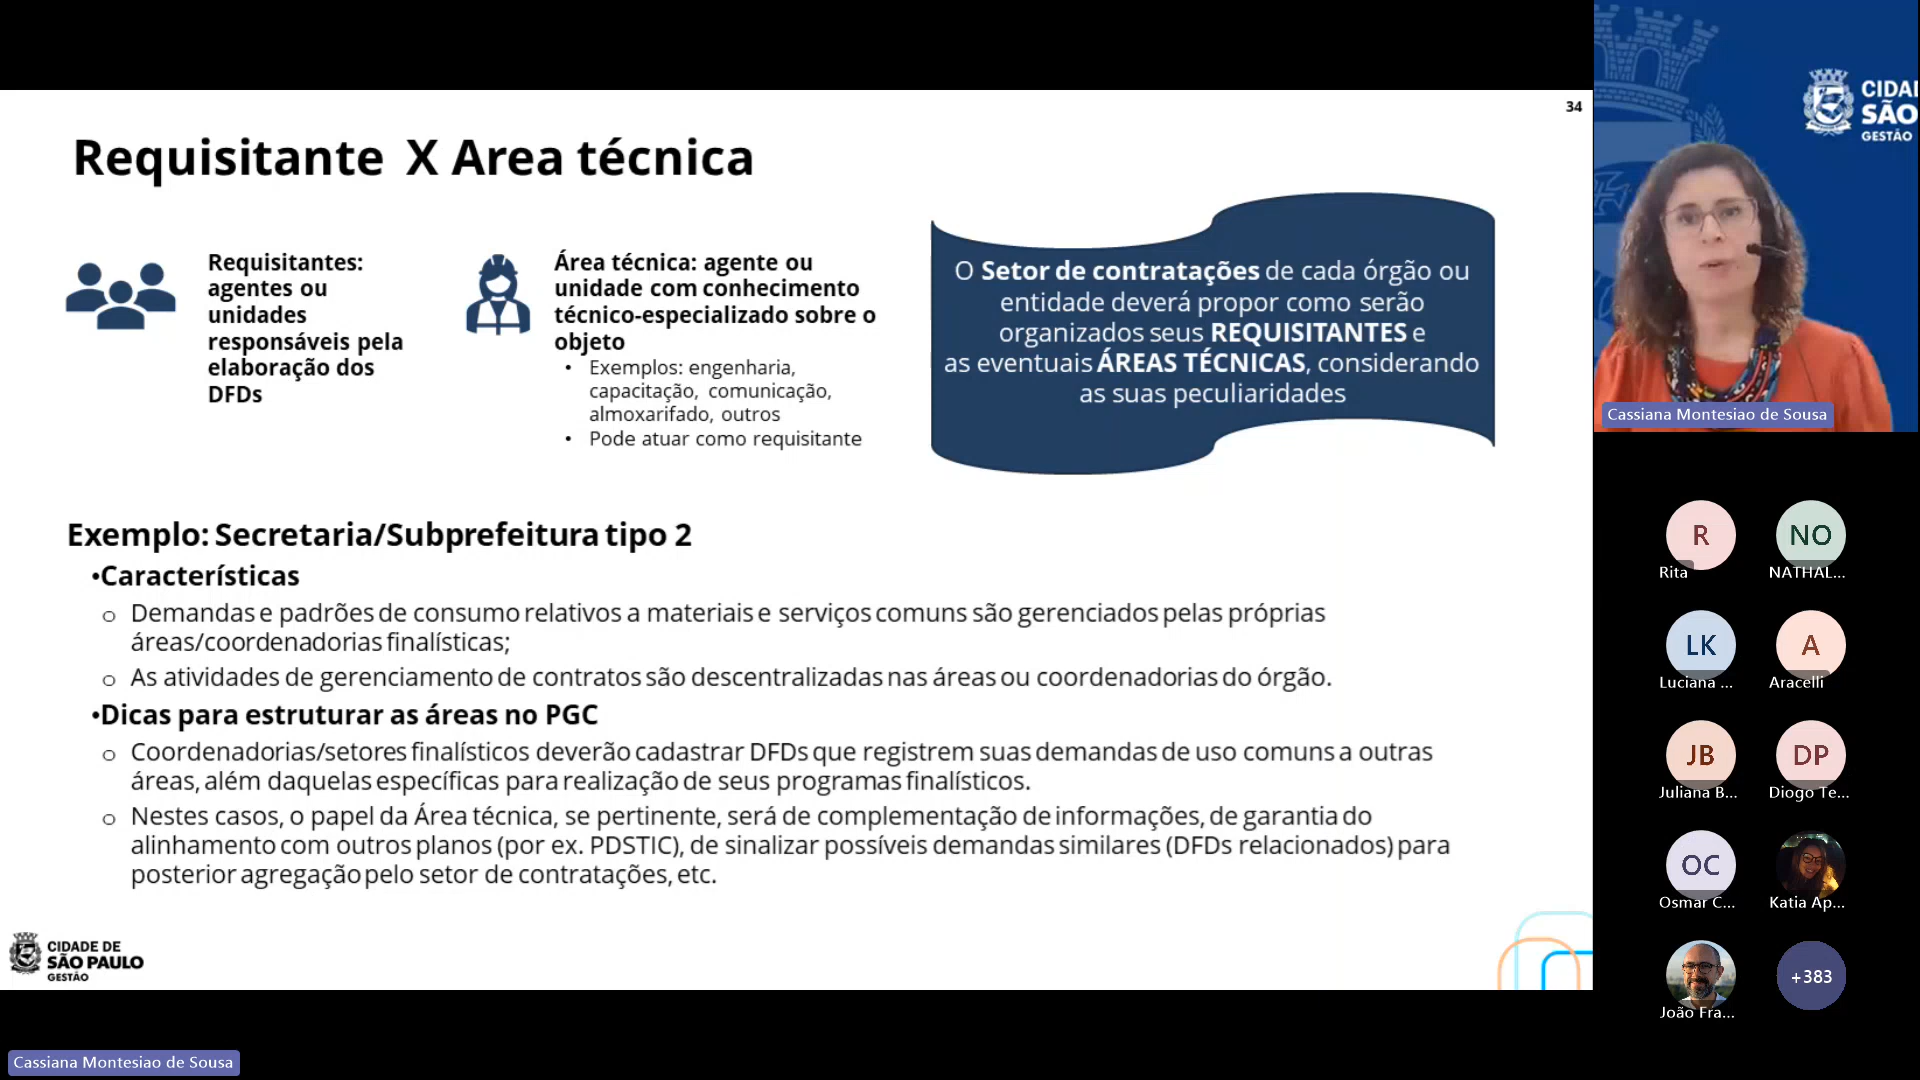 34
Requisitante X Area técnica
Requisitantes:
agentes ou
unidades
responsáveis pela
elaboração dos
DFDs
Área técnica: agente ou
unidade com conhecimento
técnico-especializado sobre o
objeto
• Exemplos: engenharia,
capacitação, comunicação,
almoxarifado, outros
• Pode atuar como requisitante
O Setor de contratações de cada órgão ou
entidade deverá propor como serão
organizados seus REQUISITANTES e
as eventuais ÁREAS TÉCNICAS, considerando
as suas peculiaridades
Exemplo: Secretaria/Subprefeitura tipo 2
•Características
o Demandas e padrões de consumo relativos a materiais e serviços comuns são gerenciados pelas próprias
áreas/coordenadorias finalísticas;
o As atividades de gerenciamento de contratos são descentralizadas nas áreas ou coordenadorias do órgão.
•Dicas para estruturar as áreas no PGC
o Coordenadorias/setores finalísticos deverão cadastrar DFDs que registrem suas demandas de uso comuns a outras
áreas, além daquelas específicas para realização de seus programas finalísticos.
o Nestes casos, o papel da Área técnica, se pertinente, será de complementação de informações, de garantia do
alinhamento com outros planos (por ex. PDSTIC), de sinalizar possíveis demandas similares (DFDs relacionados) para
posterior agregação pelo setor de contratações, etc.
CIDADE DE
SÃO PAULO
GESTÃO
Cassiana Montesiao de Sousa
CIDA
SÃO
GESTÃO
Cassiana Montesiao de Sousa
R
Rita
NO
NATHAL...
LK
Luciana ...
A
Aracelli
JB
Juliana B...
DP
Diogo Te...
OC
Osmar C...
Katia Ap...
João Fra...
+383